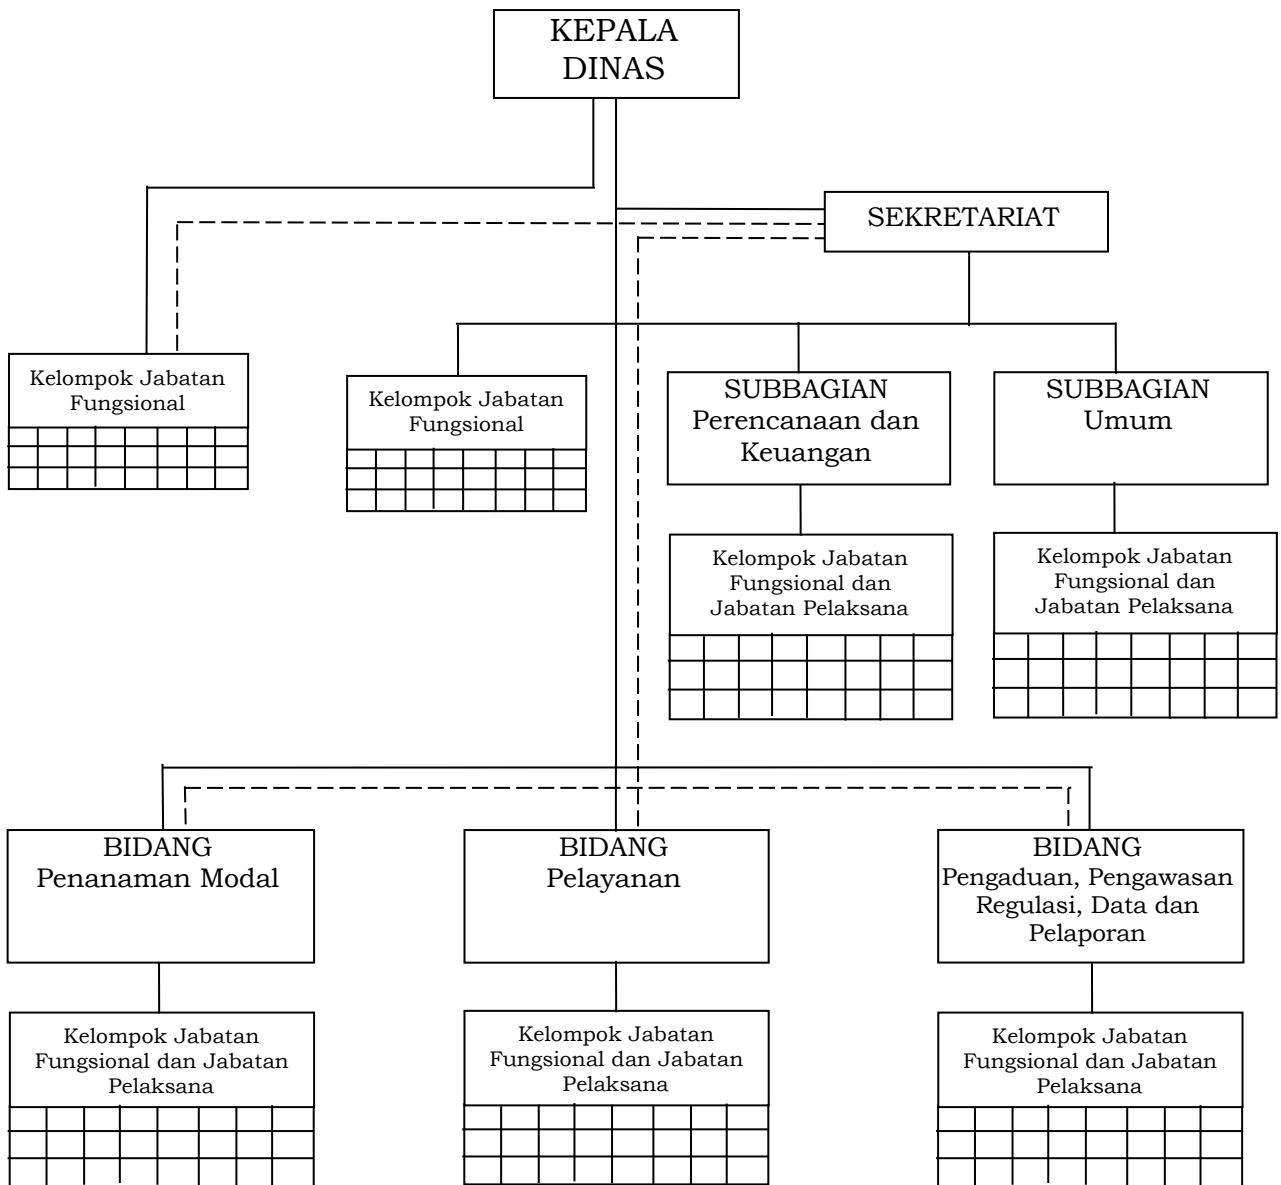 KEPALA
DINAS
SEKRETARIAT
Kelompok Jabatan
Fungsional
Kelompok Jabatan
Fungsional
SUBBAGIAN
Perencanaan dan
Keuangan
SUBBAGIAN
Umum
Kelompok Jabatan
Fungsional dan
Jabatan Pelaksana
Kelompok Jabatan
Fungsional dan
Jabatan Pelaksana
BIDANG
Penanaman Modal
BIDANG
Pelayanan
BIDANG
Pengaduan, Pengawasan
Regulasi, Data dan
Pelaporan
Kelompok Jabatan
Fungsional dan Jabatan
Pelaksana
Kelompok Jabatan
Fungsional dan Jabatan
Pelaksana
Kelompok Jabatan
Fungsional dan Jabatan
Pelaksana